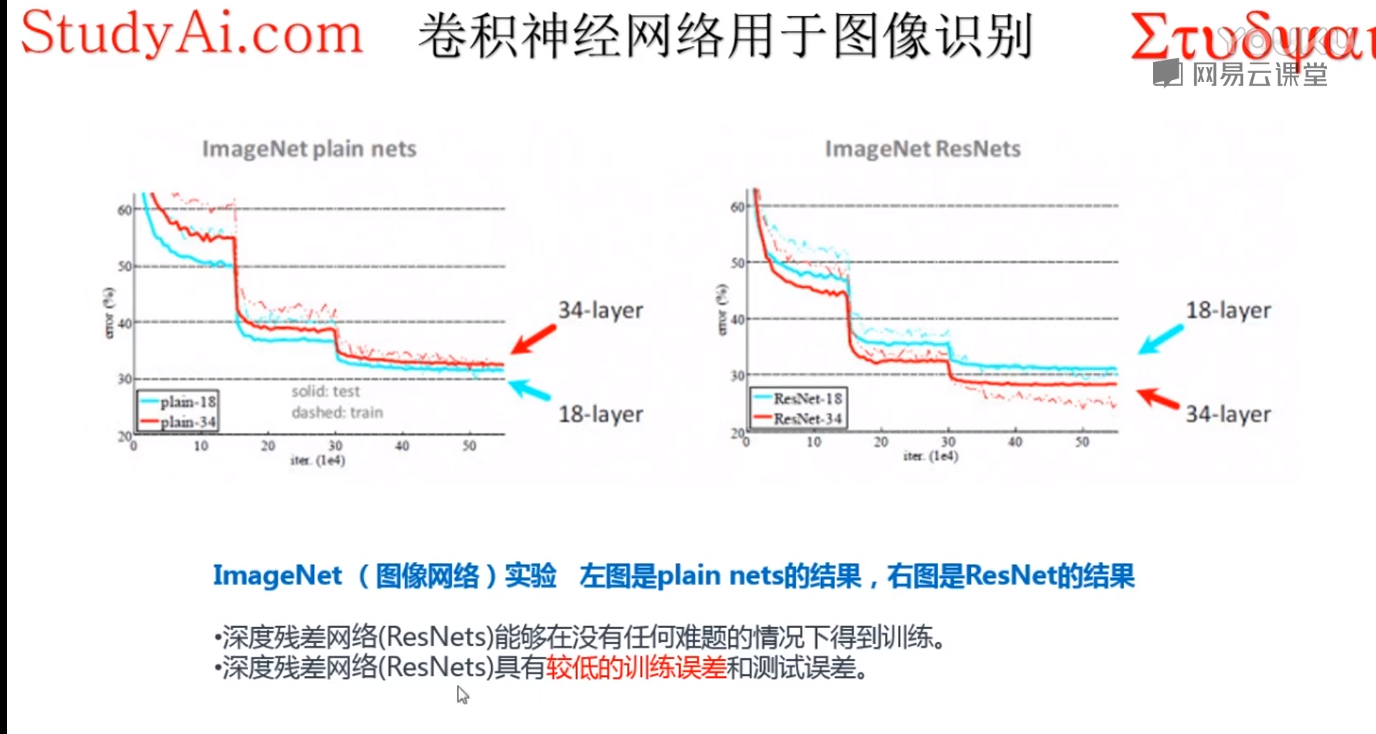 StudyAi.com 卷积神经网络用于图像识别 Στυδψαι
YOUKU
网易云课堂
ImageNet plain nets
60
50
40
30
20
error (%)
0 10 20 30 40 50
iter. (1e4)
plain-18
plain-34
solid: test
dashed: train
34-layer
18-layer
ImageNet ResNets
60
50
40
30
20
error (%)
0 10 20 30 40 50
iter. (1e4)
ResNet-18
ResNet-34
18-layer
34-layer
ImageNet （图像网络）实验 左图是plain nets的结果，右图是ResNet的结果
•深度残差网络(ResNets)能够在没有任何难题的情况下得到训练。
•深度残差网络(ResNets)具有较低的训练误差和测试误差。